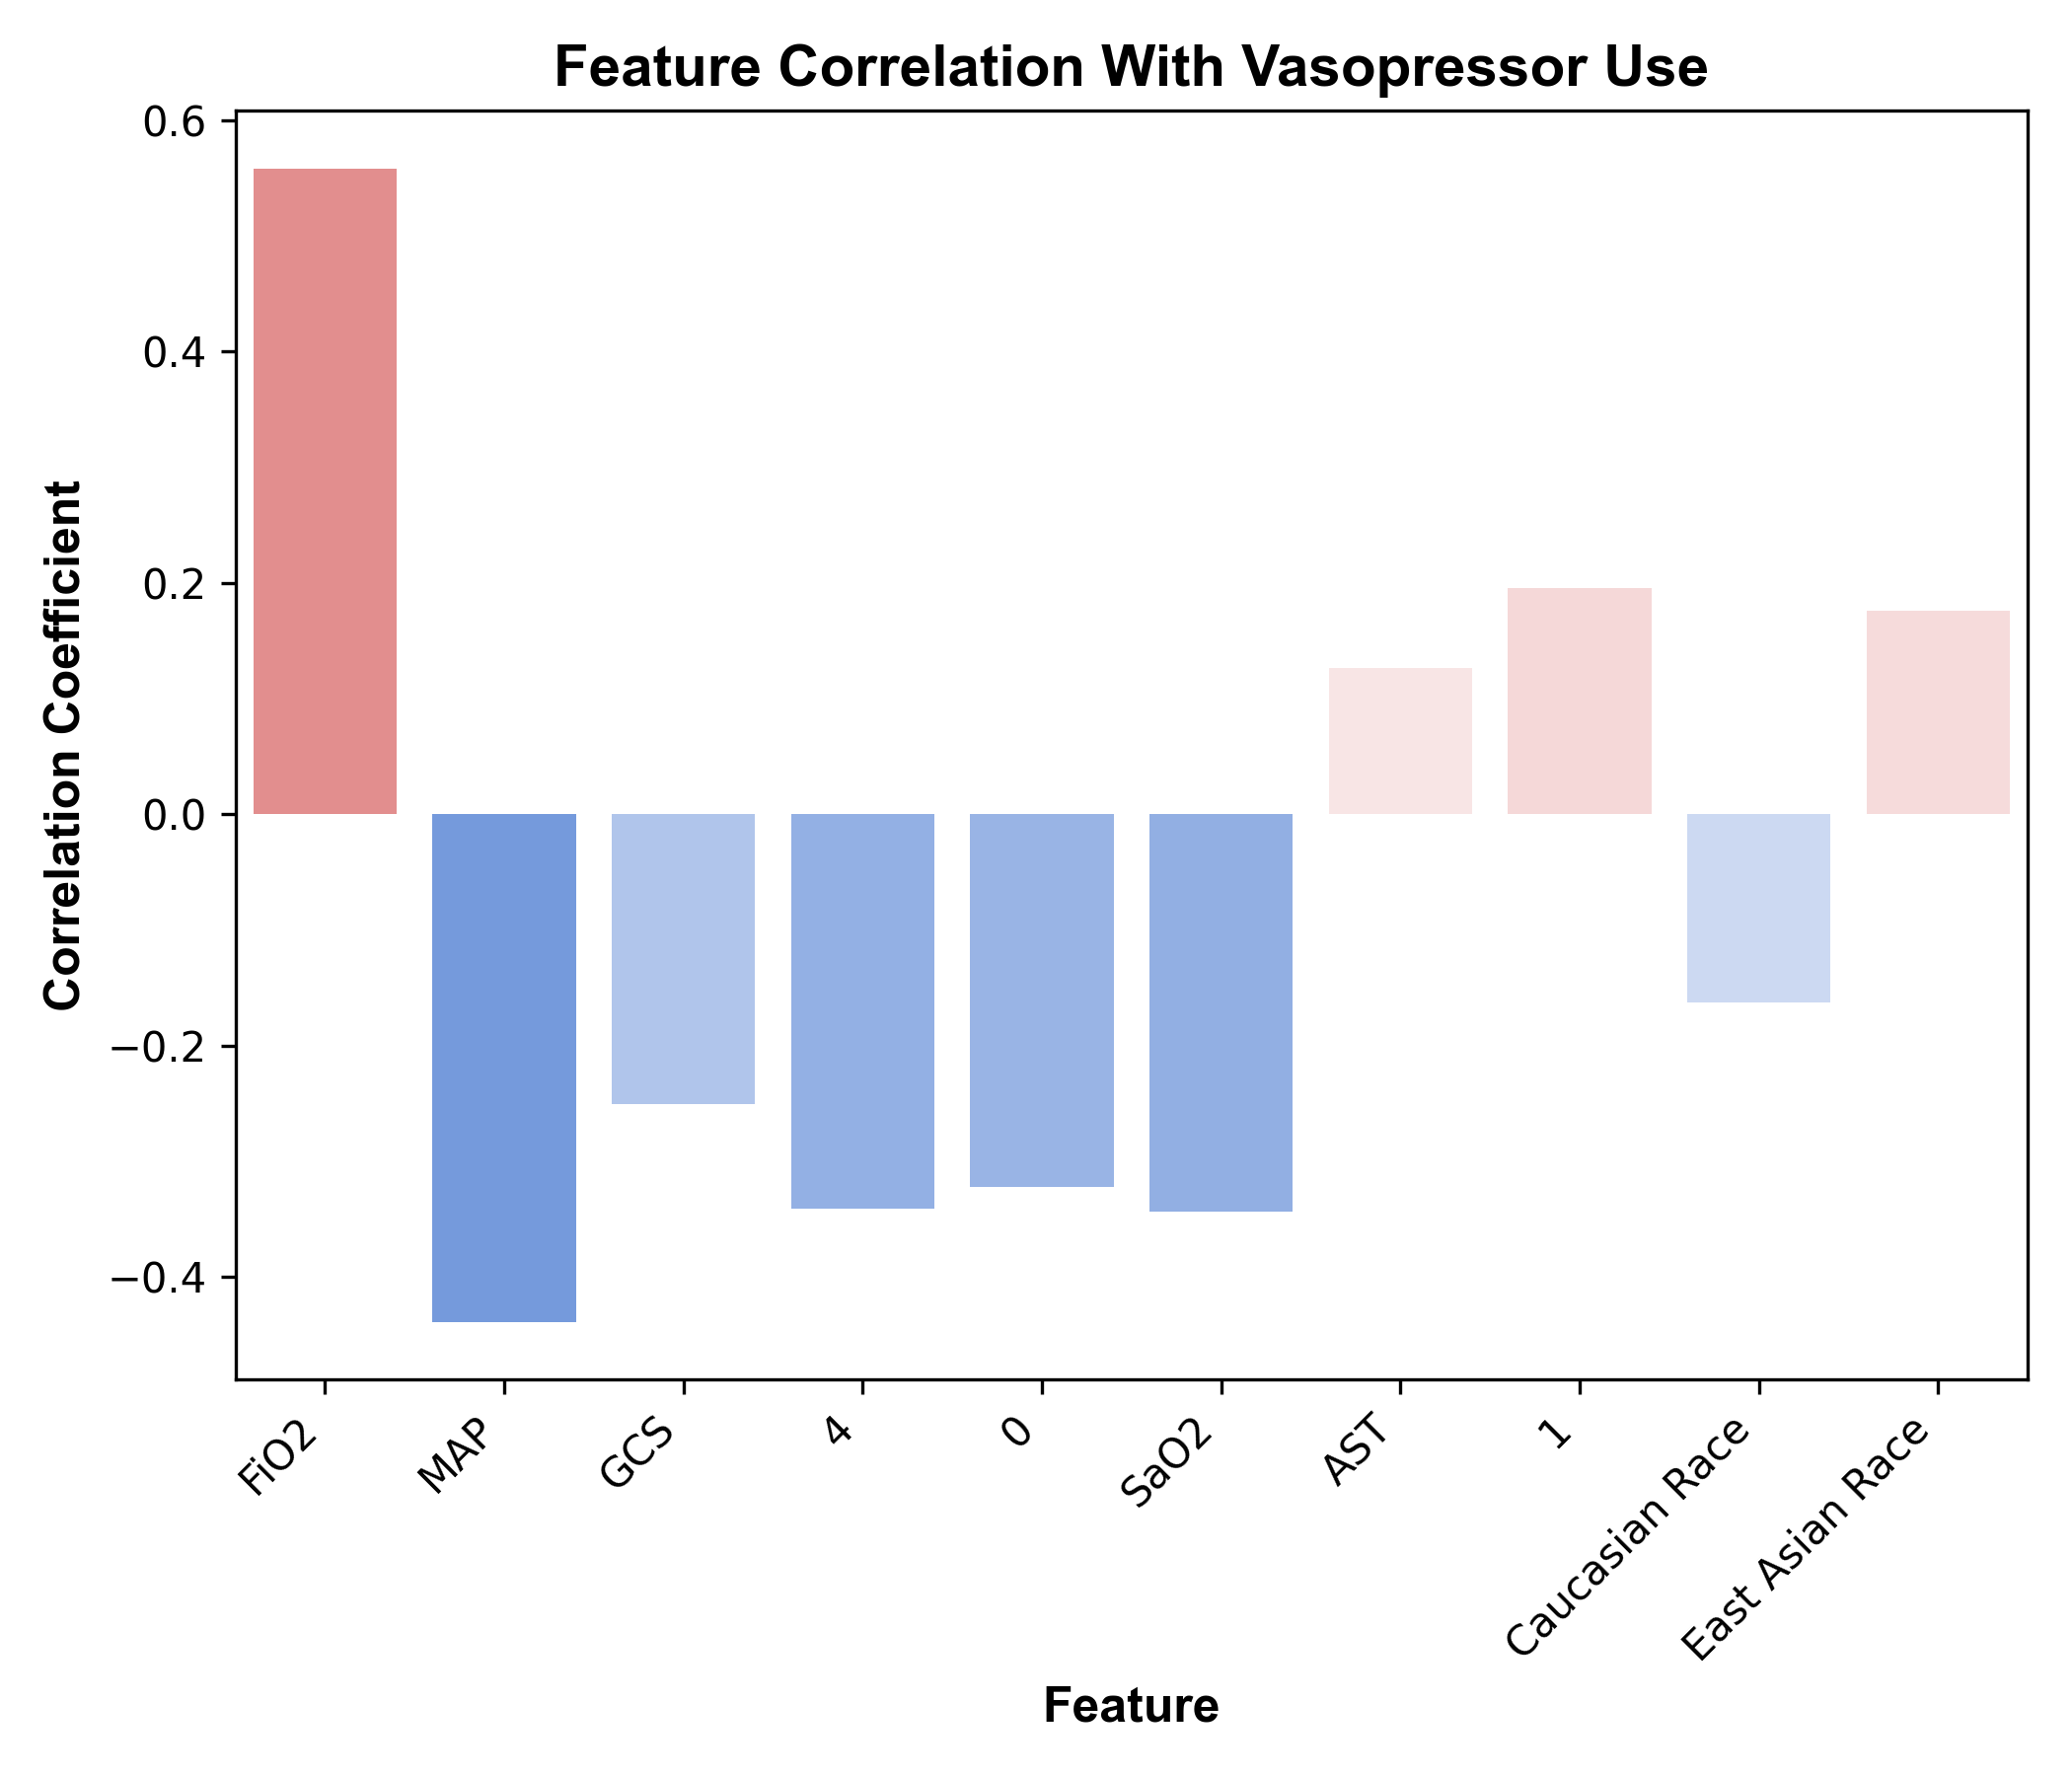 Feature Correlation With Vasopressor Use
Correlation Coefficient
0.6
0.4
0.2
0.0
−0.2
−0.4
FiO2
MAP
GCS
4
0
SaO2
AST
1
Caucasian Race
East Asian Race
Feature